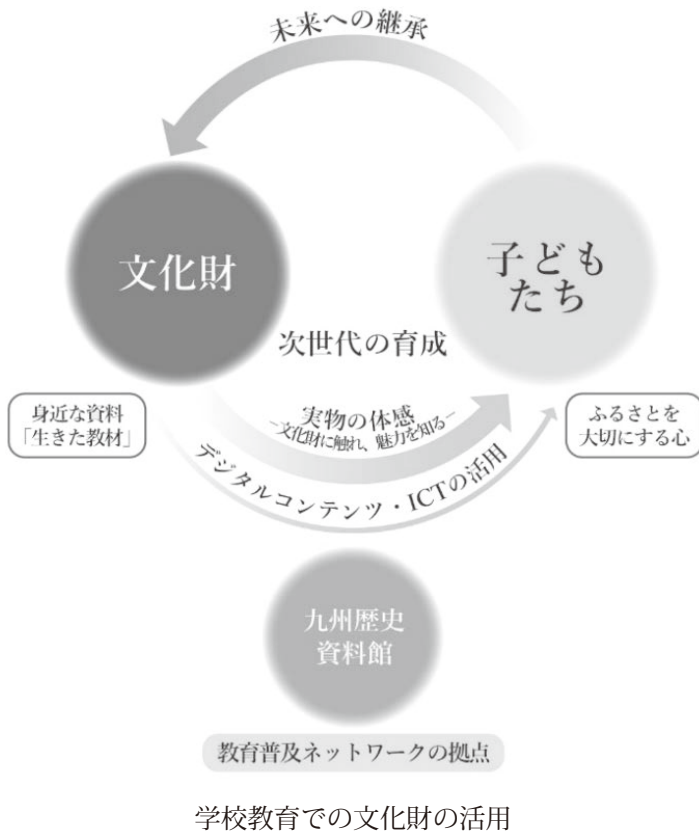 未来への継承
文化財
子ども
たち
次世代の育成
身近な資料
「生きた教材」
実物の体感
−文化財に触れ、魅力を知る−
デジタルコンテンツ・ICTの活用
ふるさとを
大切にする心
九州歴史
資料館
教育普及ネットワークの拠点
学校教育での文化財の活用